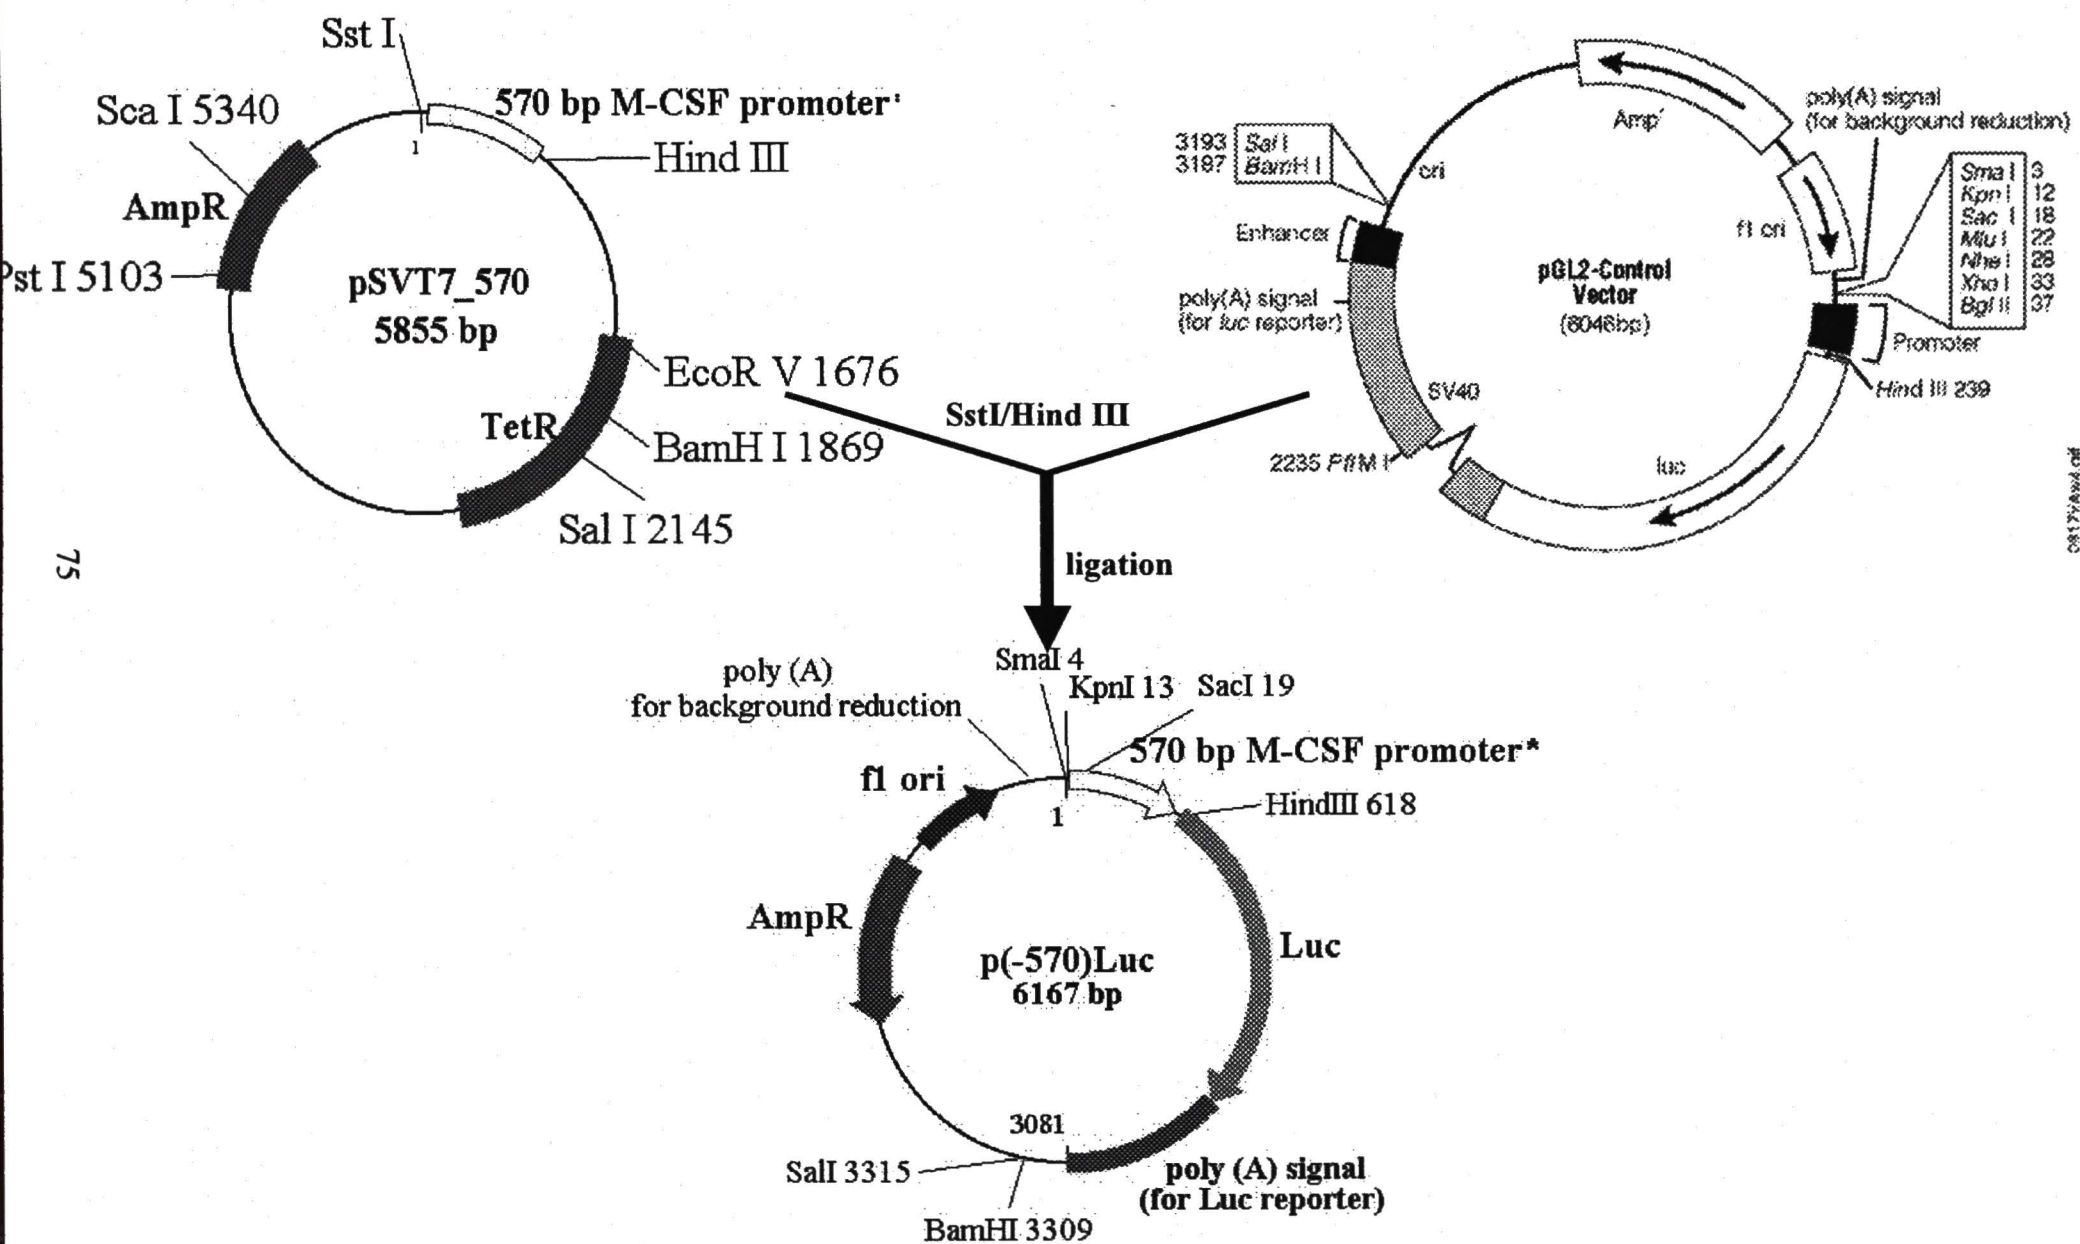 Sst I
Sca I 5340
570 bp M-CSF promoter
1
Hind III
AmpR
Pst I 5103
pSVT7_570
5855 bp
EcoR V 1676
TetR
BamH I 1869
Sal I 2145
75
SstI/Hind III
ligation
Ampr
poly(A) signal
(for background reduction)
3193 Sal I
3187 BamH I
ori
Sma I 3
Kpn I 12
Sac I 18
Mlu I 22
Nhe I 28
Xho I 33
Bgl II 37
f1 ori
Enhancer
pGL2-Control
Vector
(6046bp)
poly(A) signal
(for luc reporter)
Promoter
Hind III 239
SV40
2235 PflM I
luc
SmaI 4
KpnI 13
SacI 19
poly (A)
for background reduction
570 bp M-CSF promoter*
f1 ori
HindIII 618
1
AmpR
Luc
p(-570)Luc
6167 bp
3081
SalI 3315
poly (A) signal
(for Luc reporter)
BamHI 3309